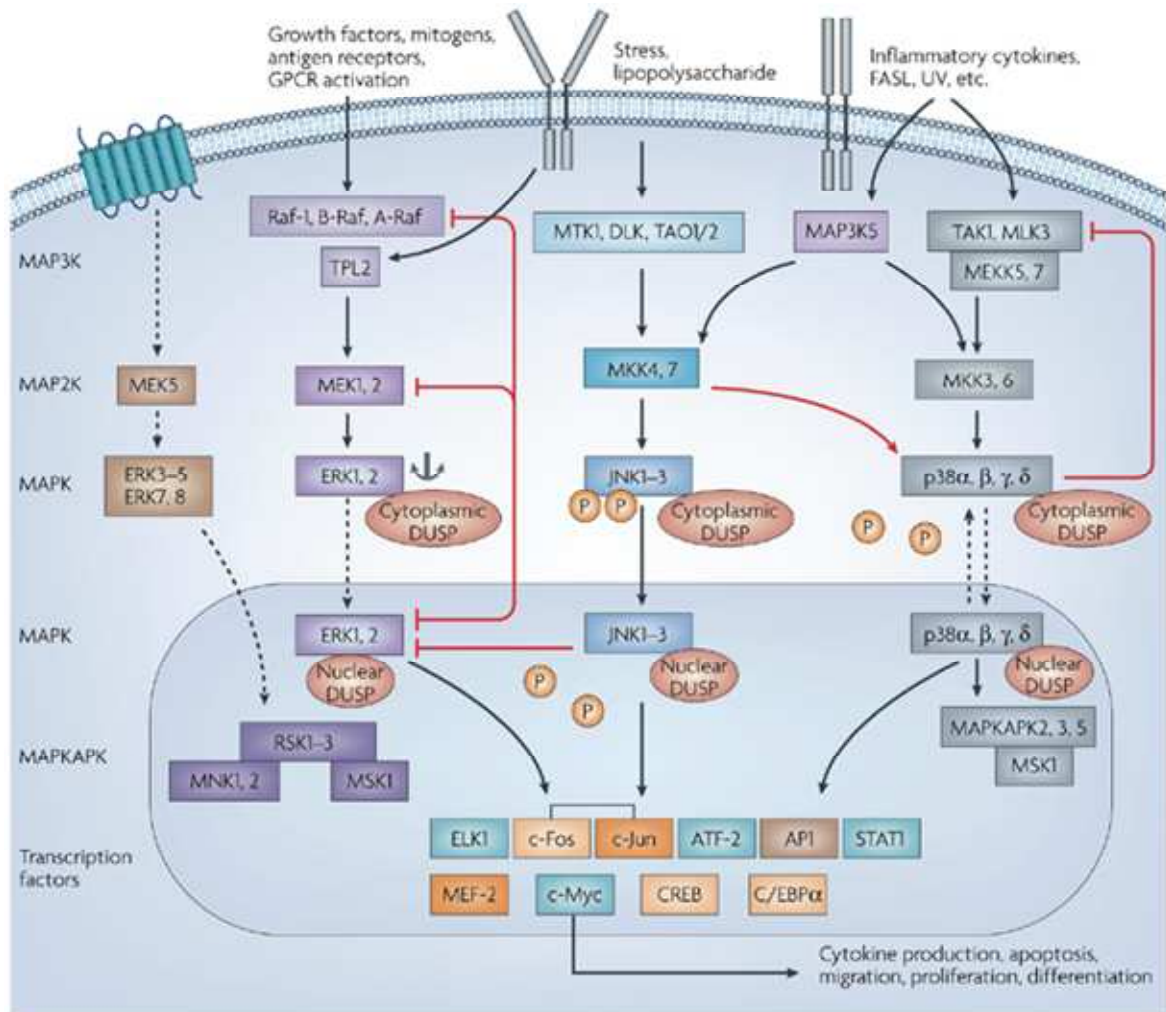 Growth factors, mitogens,
antigen receptors,
GPCR activation
Stress,
lipopolysaccharide
Inflammatory cytokines,
FASL, UV, etc.
MAP3K
Raf-1, B-Raf, A-Raf
TPL2
MTK1, DLK, TAO1/2
MAP3K5
TAK1, MLK3
MEKK5, 7
MAP2K
MEK5
MEK1, 2
MKK4, 7
MKK3, 6
MAPK
ERK3–5
ERK7, 8
ERK1, 2
Cytoplasmic
DUSP
JNK1–3
P
P
Cytoplasmic
DUSP
p38α, β, γ, δ
P
P
Cytoplasmic
DUSP
MAPK
ERK1, 2
Nuclear
DUSP
P
P
JNK1–3
Nuclear
DUSP
p38α, β, γ, δ
Nuclear
DUSP
MAPKAPK
RSK1–3
MNK1, 2
MSK1
MAPKAPK2, 3, 5
MSK1
Transcription
factors
ELK1
c-Fos
c-Jun
ATF-2
AP1
STAT1
MEF-2
c-Myc
CREB
C/EBPα
Cytokine production, apoptosis,
migration, proliferation, differentiation